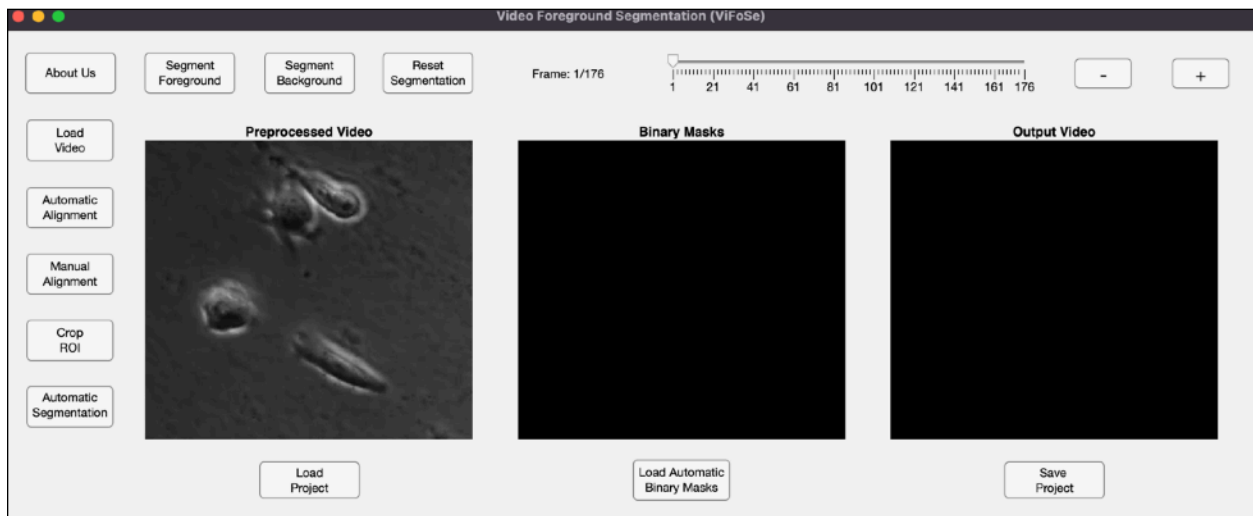 Video Foreground Segmentation (ViFoSe)
About Us
Segment
Foreground
Segment
Background
Reset
Segmentation
Frame: 1/176
1 21 41 61 81 101 121 141 161 176
-
+
Load
Video
Automatic
Alignment
Manual
Alignment
Crop
ROI
Automatic
Segmentation
Preprocessed Video
Binary Masks
Output Video
Load
Project
Load Automatic
Binary Masks
Save
Project